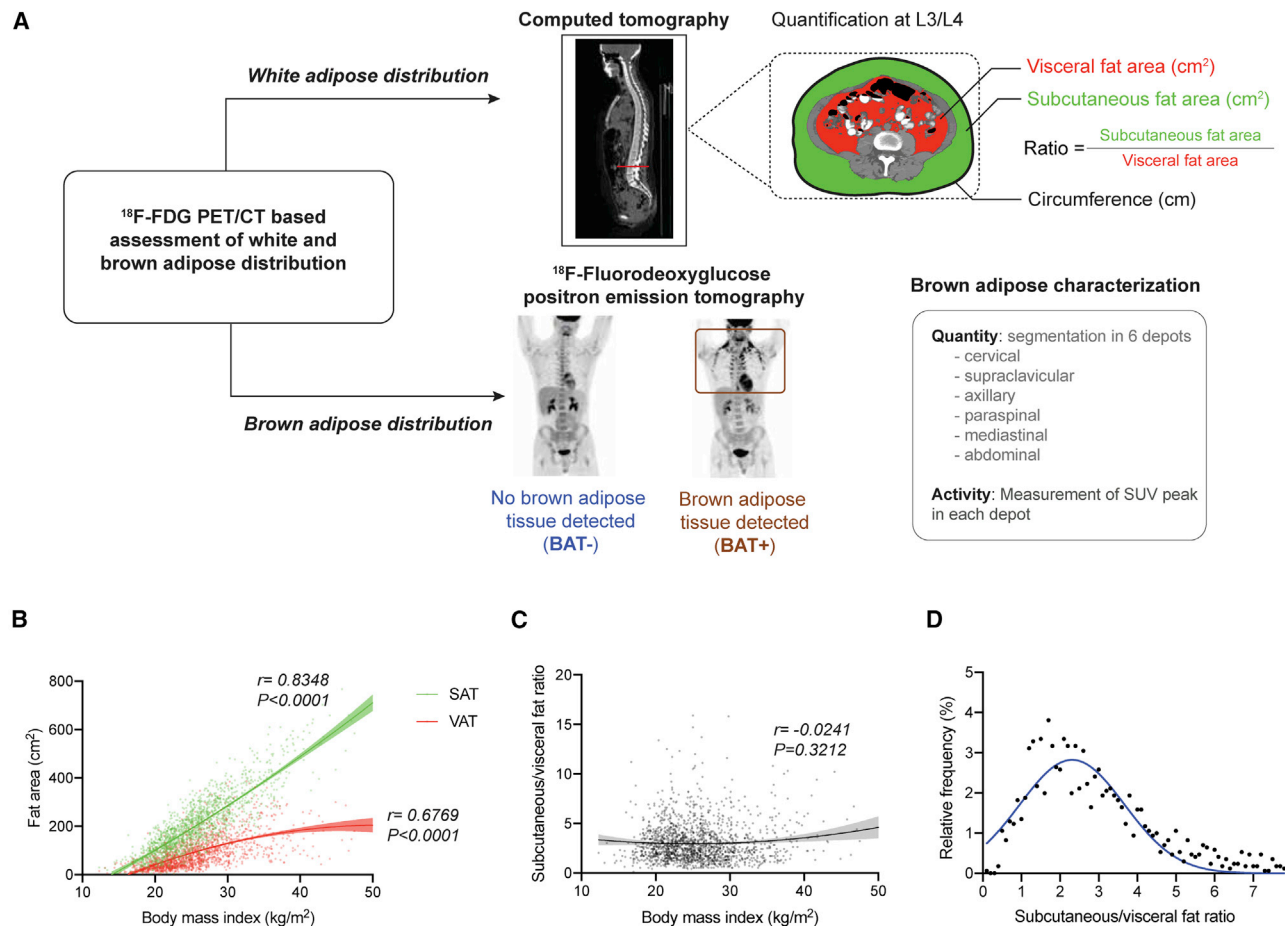 A
White adipose distribution
¹⁸F-FDG PET/CT based
assessment of white and
brown adipose distribution
Brown adipose distribution
Computed tomography
Quantification at L3/L4
Visceral fat area (cm²)
Subcutaneous fat area (cm²)
Ratio = Subcutaneous fat area
Visceral fat area
Circumference (cm)
¹⁸F-Fluorodeoxyglucose
positron emission tomography
No brown adipose
tissue detected
(BAT-)
Brown adipose
tissue detected
(BAT+)
Brown adipose characterization
Quantity: segmentation in 6 depots
- cervical
- supraclavicular
- axillary
- paraspinal
- mediastinal
- abdominal
Activity: Measurement of SUV peak
in each depot
B
Fat area (cm²)
800
600
400
200
0
10 20 30 40 50
Body mass index (kg/m²)
r= 0.8348
P<0.0001
SAT
VAT
r= 0.6769
P<0.0001
C
Subcutaneous/visceral fat ratio
20
15
10
5
0
10 20 30 40 50
Body mass index (kg/m²)
r= -0.0241
P=0.3212
D
Relative frequency (%)
5
4
3
2
1
0
0 1 2 3 4 5 6 7
Subcutaneous/visceral fat ratio